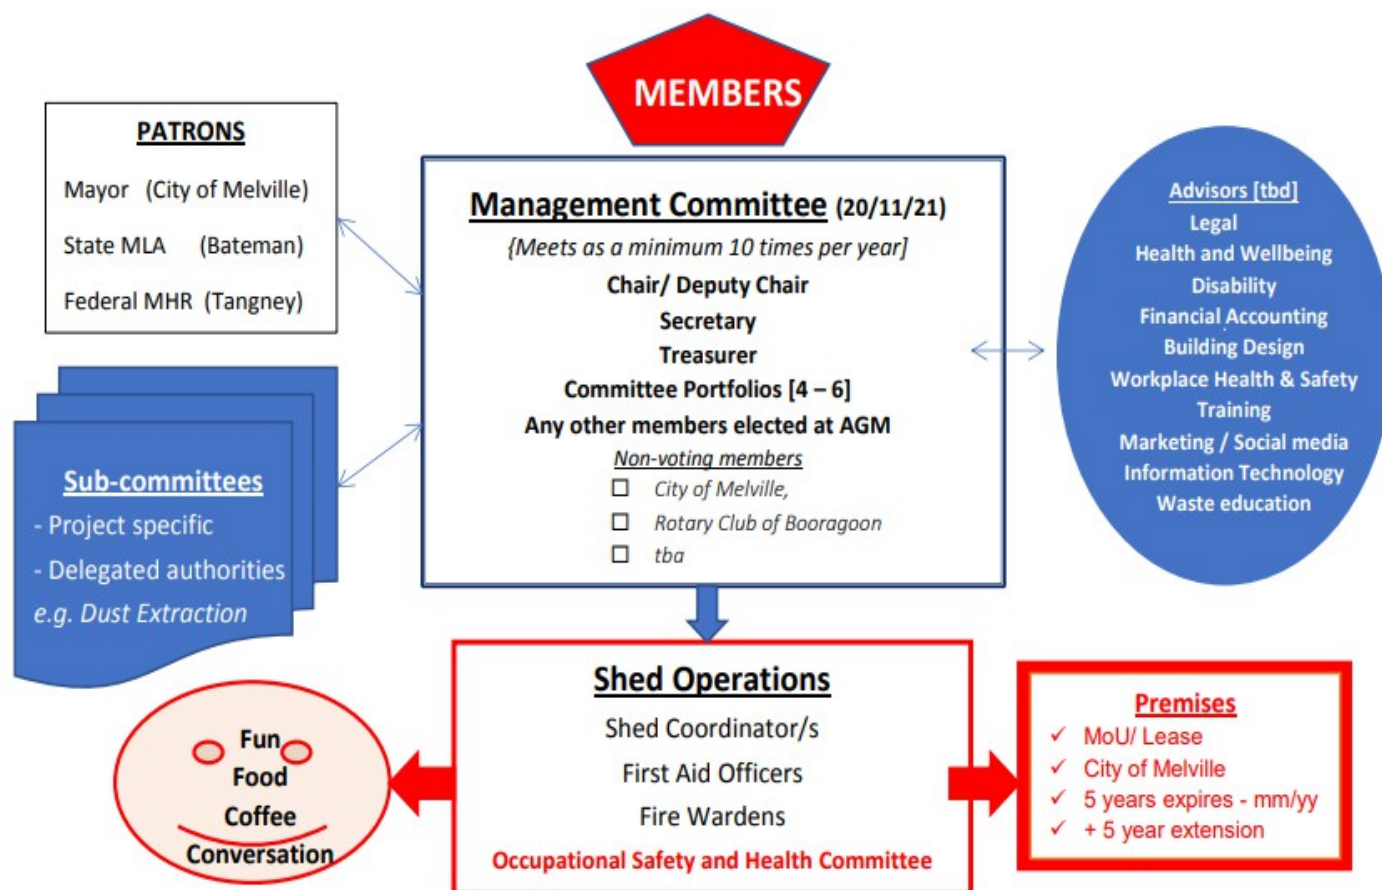 MEMBERS
PATRONS
Mayor (City of Melville)
State MLA (Bateman)
Federal MHR (Tangney)
Management Committee (20/11/21)
{Meets as a minimum 10 times per year]
Chair/ Deputy Chair
Secretary
Treasurer
Committee Portfolios [4 – 6]
Any other members elected at AGM
Non-voting members
☐ City of Melville,
☐ Rotary Club of Booragoon
☐ tba
Advisors [tbd]
Legal
Health and Wellbeing
Disability
Financial Accounting
Building Design
Workplace Health & Safety
Training
Marketing / Social media
Information Technology
Waste education
Sub-committees
- Project specific
- Delegated authorities
e.g. Dust Extraction
Shed Operations
Shed Coordinator/s
First Aid Officers
Fire Wardens
Occupational Safety and Health Committee
Fun
Food
Coffee
Conversation
Premises
✓ MoU/ Lease
✓ City of Melville
✓ 5 years expires - mm/yy
✓ + 5 year extension